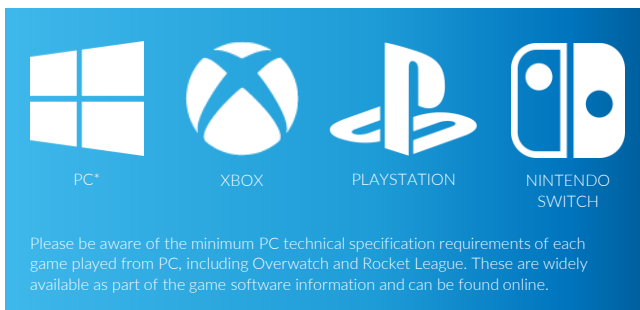 PC*
XBOX
PLAYSTATION
NINTENDO
SWITCH
Please be aware of the minimum PC technical specification requirements of each
game played from PC, including Overwatch and Rocket League. These are widely
available as part of the game software information and can be found online.